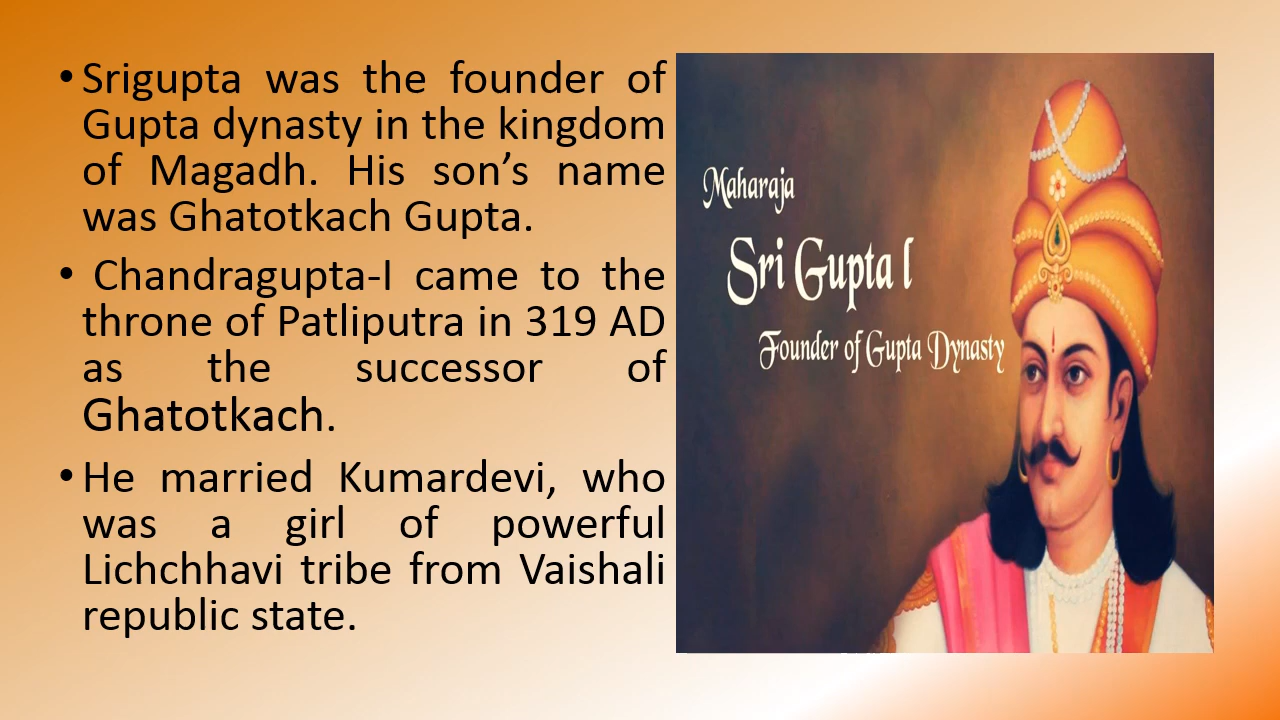 • Srigupta was the founder of
Gupta dynasty in the kingdom
of Magadh. His son’s name
was Ghatotkach Gupta.
• Chandragupta-I came to the
throne of Patliputra in 319 AD
as the successor of
Ghatotkach.
• He married Kumardevi, who
was a girl of powerful
Lichchhavi tribe from Vaishali
republic state.
Maharaja
Sri Gupta l
Founder of Gupta Dynasty